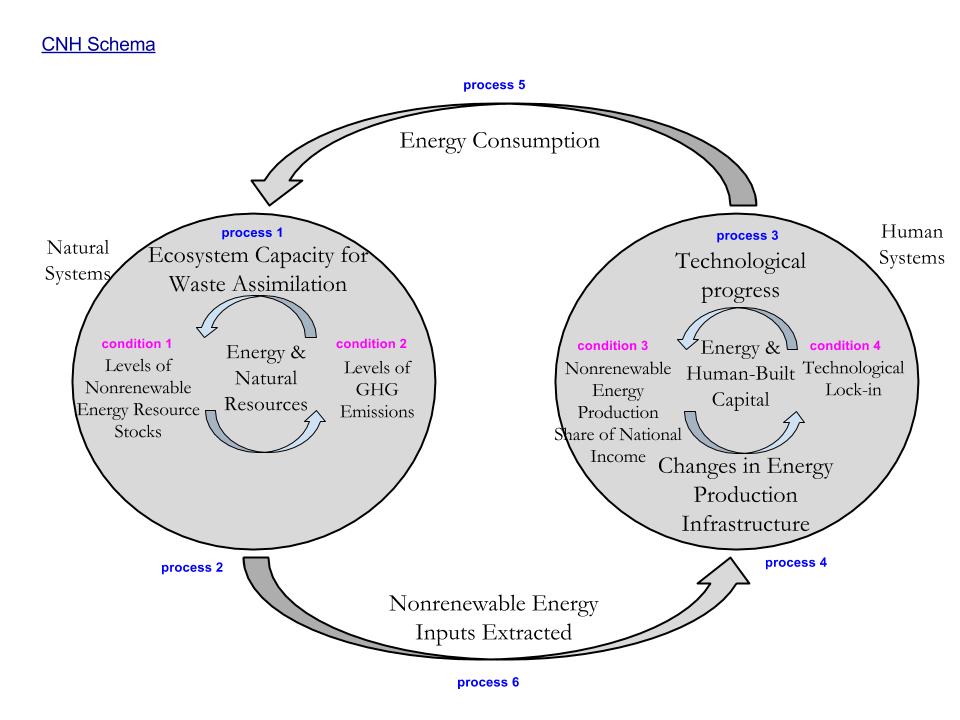 CNH Schema
process 5
Energy Consumption
Natural
Systems
process 1
Ecosystem Capacity for
Waste Assimilation
condition 1
Levels of
Nonrenewable
Energy Resource
Stocks
Energy &
Natural
Resources
condition 2
Levels of
GHG
Emissions
Human
Systems
process 3
Technological
progress
condition 3
Nonrenewable
Energy
Production
Share of National
Income
Energy &
Human-Built
Capital
condition 4
Technological
Lock-in
Changes in Energy
Production
Infrastructure
process 2
process 4
Nonrenewable Energy
Inputs Extracted
process 6